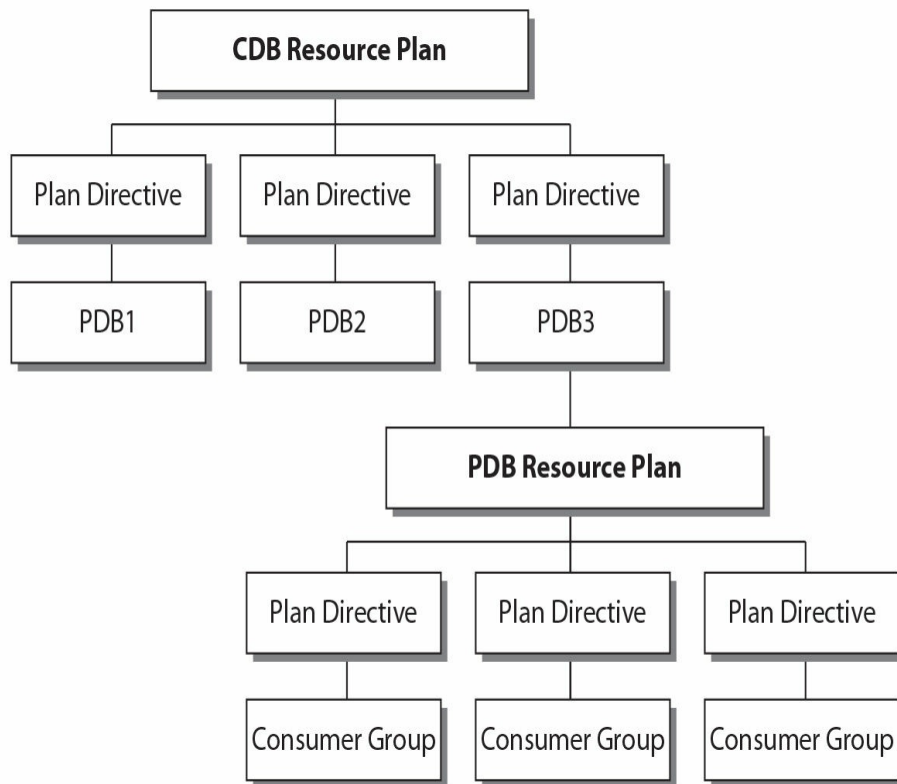 CDB Resource Plan
Plan Directive
Plan Directive
Plan Directive
PDB1
PDB2
PDB3
PDB Resource Plan
Plan Directive
Plan Directive
Plan Directive
Consumer Group
Consumer Group
Consumer Group